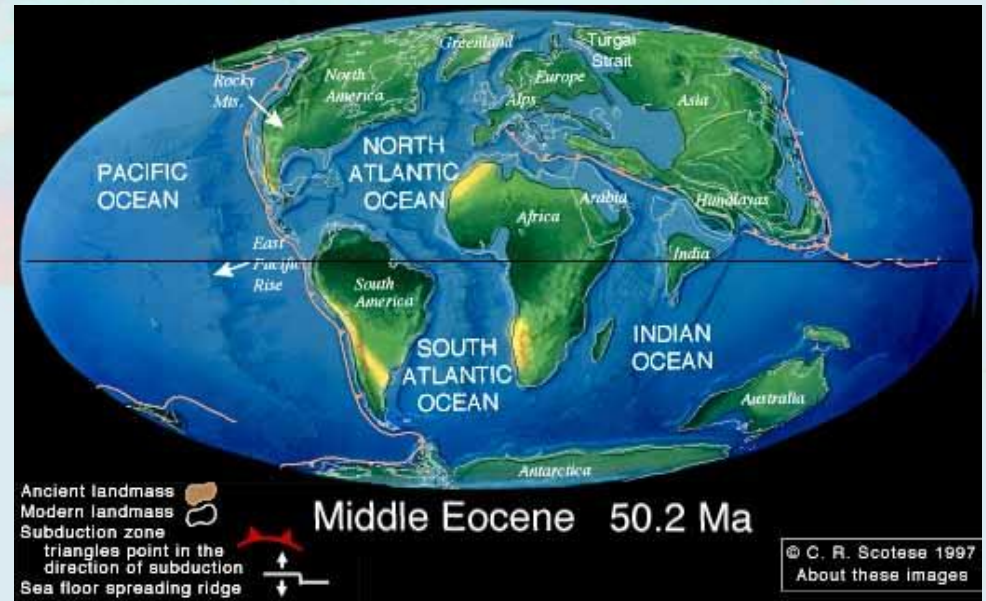 Greenland
Turgai
Strait
Rocky
Mts.
North
America
Europe
Alps
Asia
NORTH
ATLANTIC
OCEAN
PACIFIC
OCEAN
Africa
Arabia
Himalayas
India
East
Pacific
Rise
South
America
SOUTH
ATLANTIC
OCEAN
INDIAN
OCEAN
Australia
Antarctica
Ancient landmass
Modern landmass
Subduction zone
triangles point in the
direction of subduction
Sea floor spreading ridge
Middle Eocene 50.2 Ma
© C. R. Scotese 1997
About these images